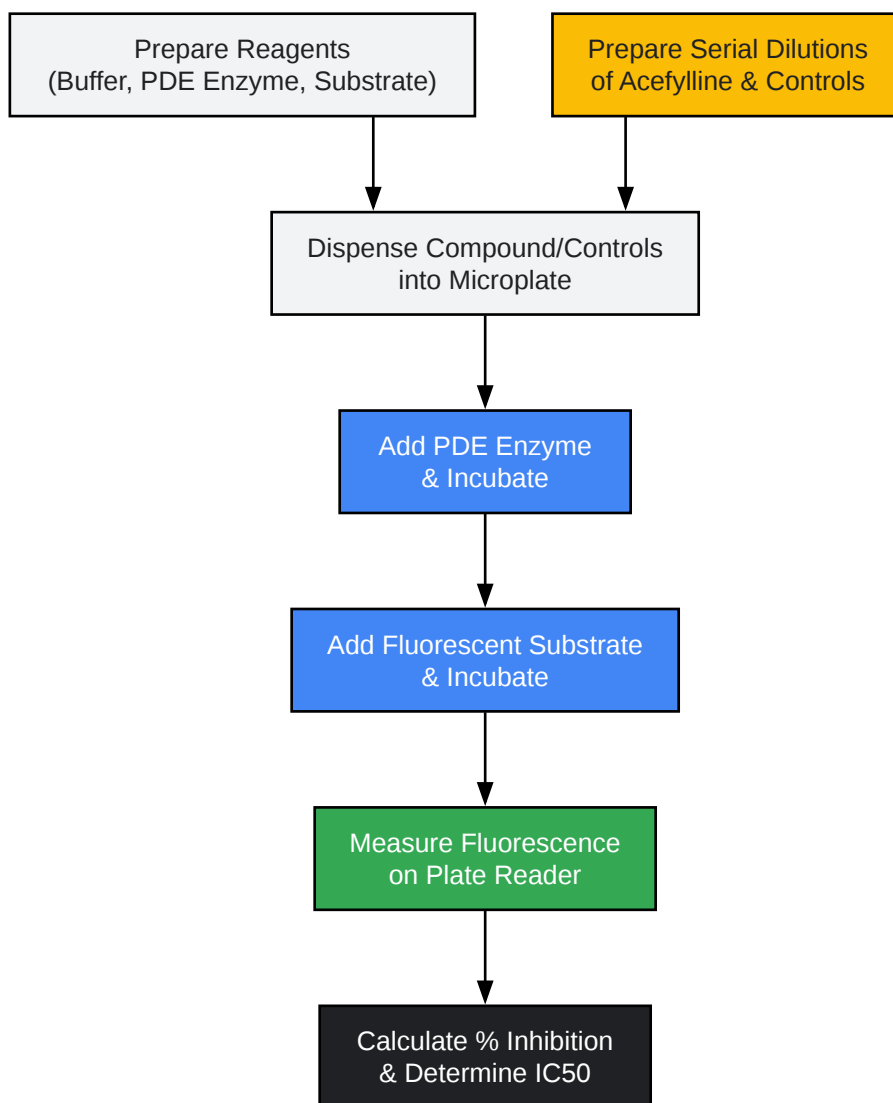 Prepare Reagents
(Buffer, PDE Enzyme, Substrate)
Prepare Serial Dilutions
of Acefylline & Controls
Dispense Compound/Controls
into Microplate
Add PDE Enzyme
& Incubate
Add Fluorescent Substrate
& Incubate
Measure Fluorescence
on Plate Reader
Calculate % Inhibition
& Determine IC50